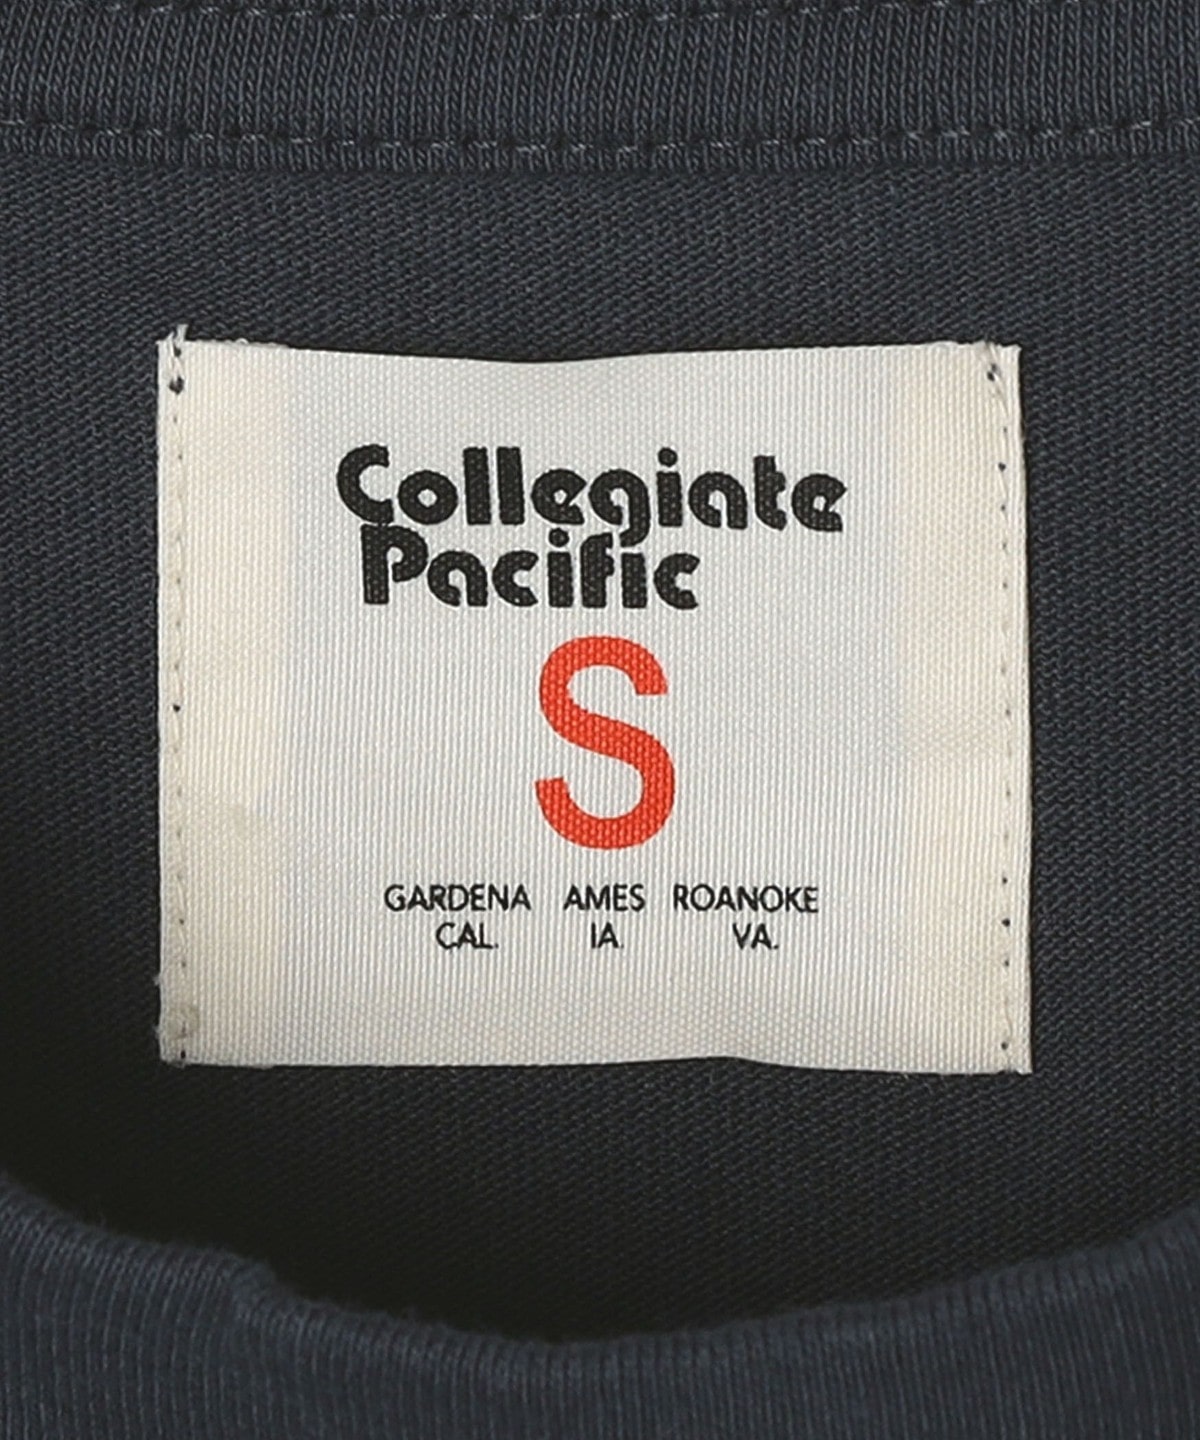 Collegiate
Pacific
S
GARDENA AMES ROANOKE
CAL. IA. VA.